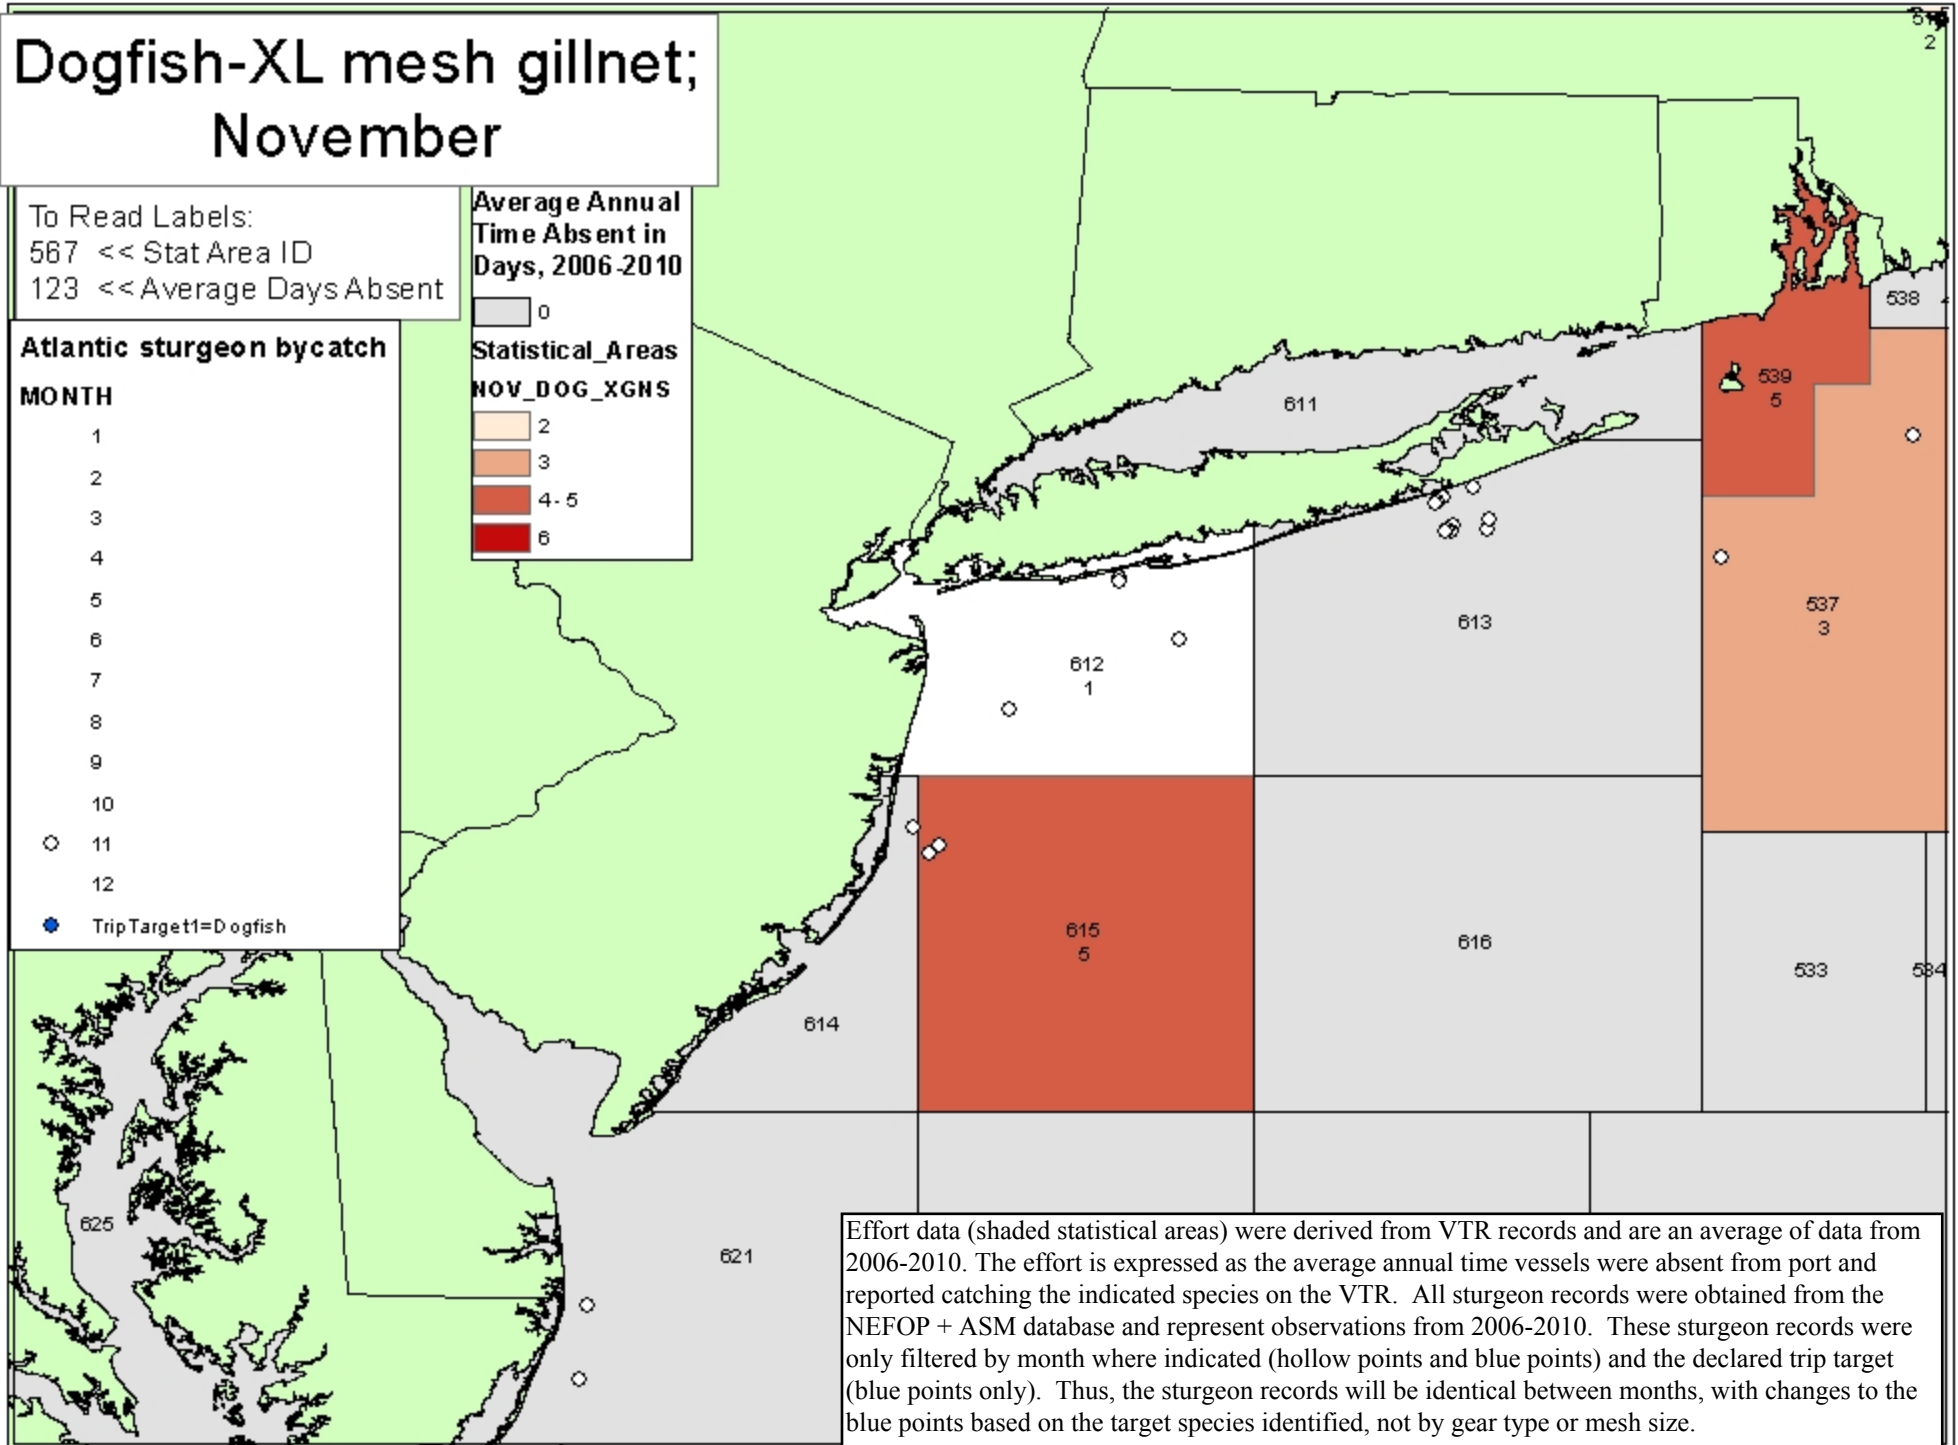 Dogfish-XL mesh gillnet;
November
To Read Labels:
567 << Stat Area ID
123 << Average Days Absent
Average Annual
Time Absent in
Days, 2006-2010
0
Statistical_Areas
NOV_DOG_XGNS
2
3
4 - 5
6
Atlantic sturgeon bycatch
MONTH
1
2
3
4
5
6
7
8
9
10
11
12
TripTarget1=Dogfish
2
538
539
5
611
537
3
613
612
1
615
5
616
533
534
614
625
621
Effort data (shaded statistical areas) were derived from VTR records and are an average of data from
2006-2010. The effort is expressed as the average annual time vessels were absent from port and
reported catching the indicated species on the VTR. All sturgeon records were obtained from the
NEFOP + ASM database and represent observations from 2006-2010. These sturgeon records were
only filtered by month where indicated (hollow points and blue points) and the declared trip target
(blue points only). Thus, the sturgeon records will be identical between months, with changes to the
blue points based on the target species identified, not by gear type or mesh size.